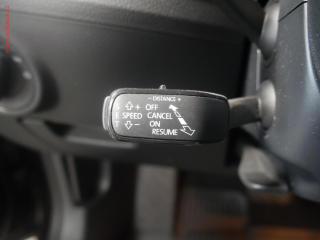 – DISTANCE +
S + OFF
E SPEED CANCEL
T – ON
RESUME